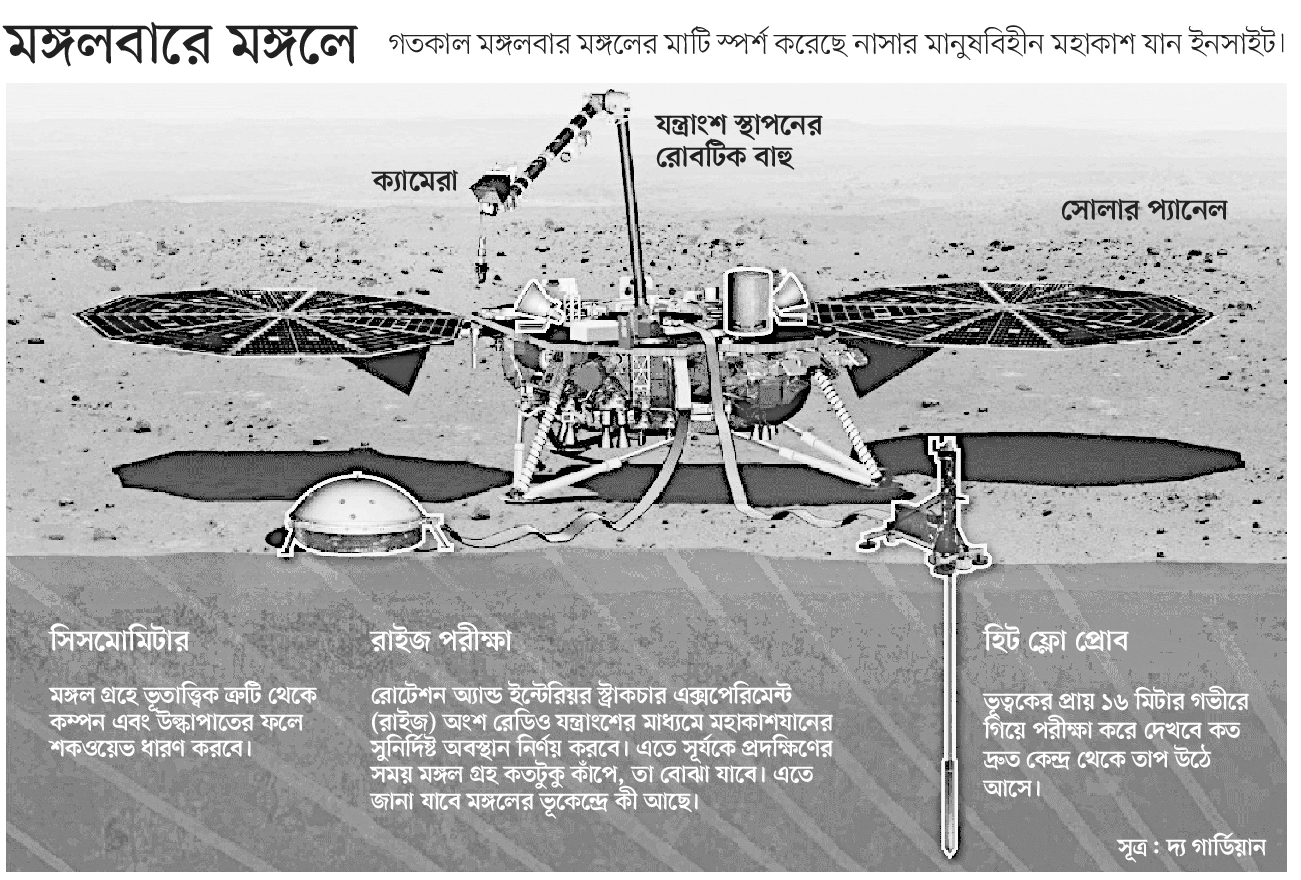 মঙ্গলবারে মঙ্গলে
গতকাল মঙ্গলবার মঙ্গলের মাটি স্পর্শ করেছে নাসার মানুষবিহীন মহাকাশ যান ইনসাইট।
যন্ত্রাংশ স্থাপনের
রোবটিক বাহু
ক্যামেরা
সোলার প্যানেল
সিসমোমিটার
মঙ্গল গ্রহে ভূতাত্ত্বিক ত্রুটি থেকে
কম্পন এবং উল্কাপাতের ফলে
শকওয়েভ ধারণ করবে।
রাইজ পরীক্ষা
রোটেশন অ্যান্ড ইন্টেরিয়র স্ট্রাকচার এক্সপেরিমেন্ট
(রাইজ) অংশ রেডিও যন্ত্রাংশের মাধ্যমে মহাকাশযানের
সুনির্দিষ্ট অবস্থান নির্ণয় করবে। এতে সূর্যকে প্রদক্ষিণের
সময় মঙ্গল গ্রহ কতটুকু কাঁপে, তা বোঝা যাবে। এতে
জানা যাবে মঙ্গলের ভূকেন্দ্রে কী আছে।
হিট ফ্লো প্রোব
ভূত্বকের প্রায় ১৬ মিটার গভীরে
গিয়ে পরীক্ষা করে দেখবে কত
দ্রুত কেন্দ্র থেকে তাপ উঠে
আসে।
সূত্র : দ্য গার্ডিয়ান